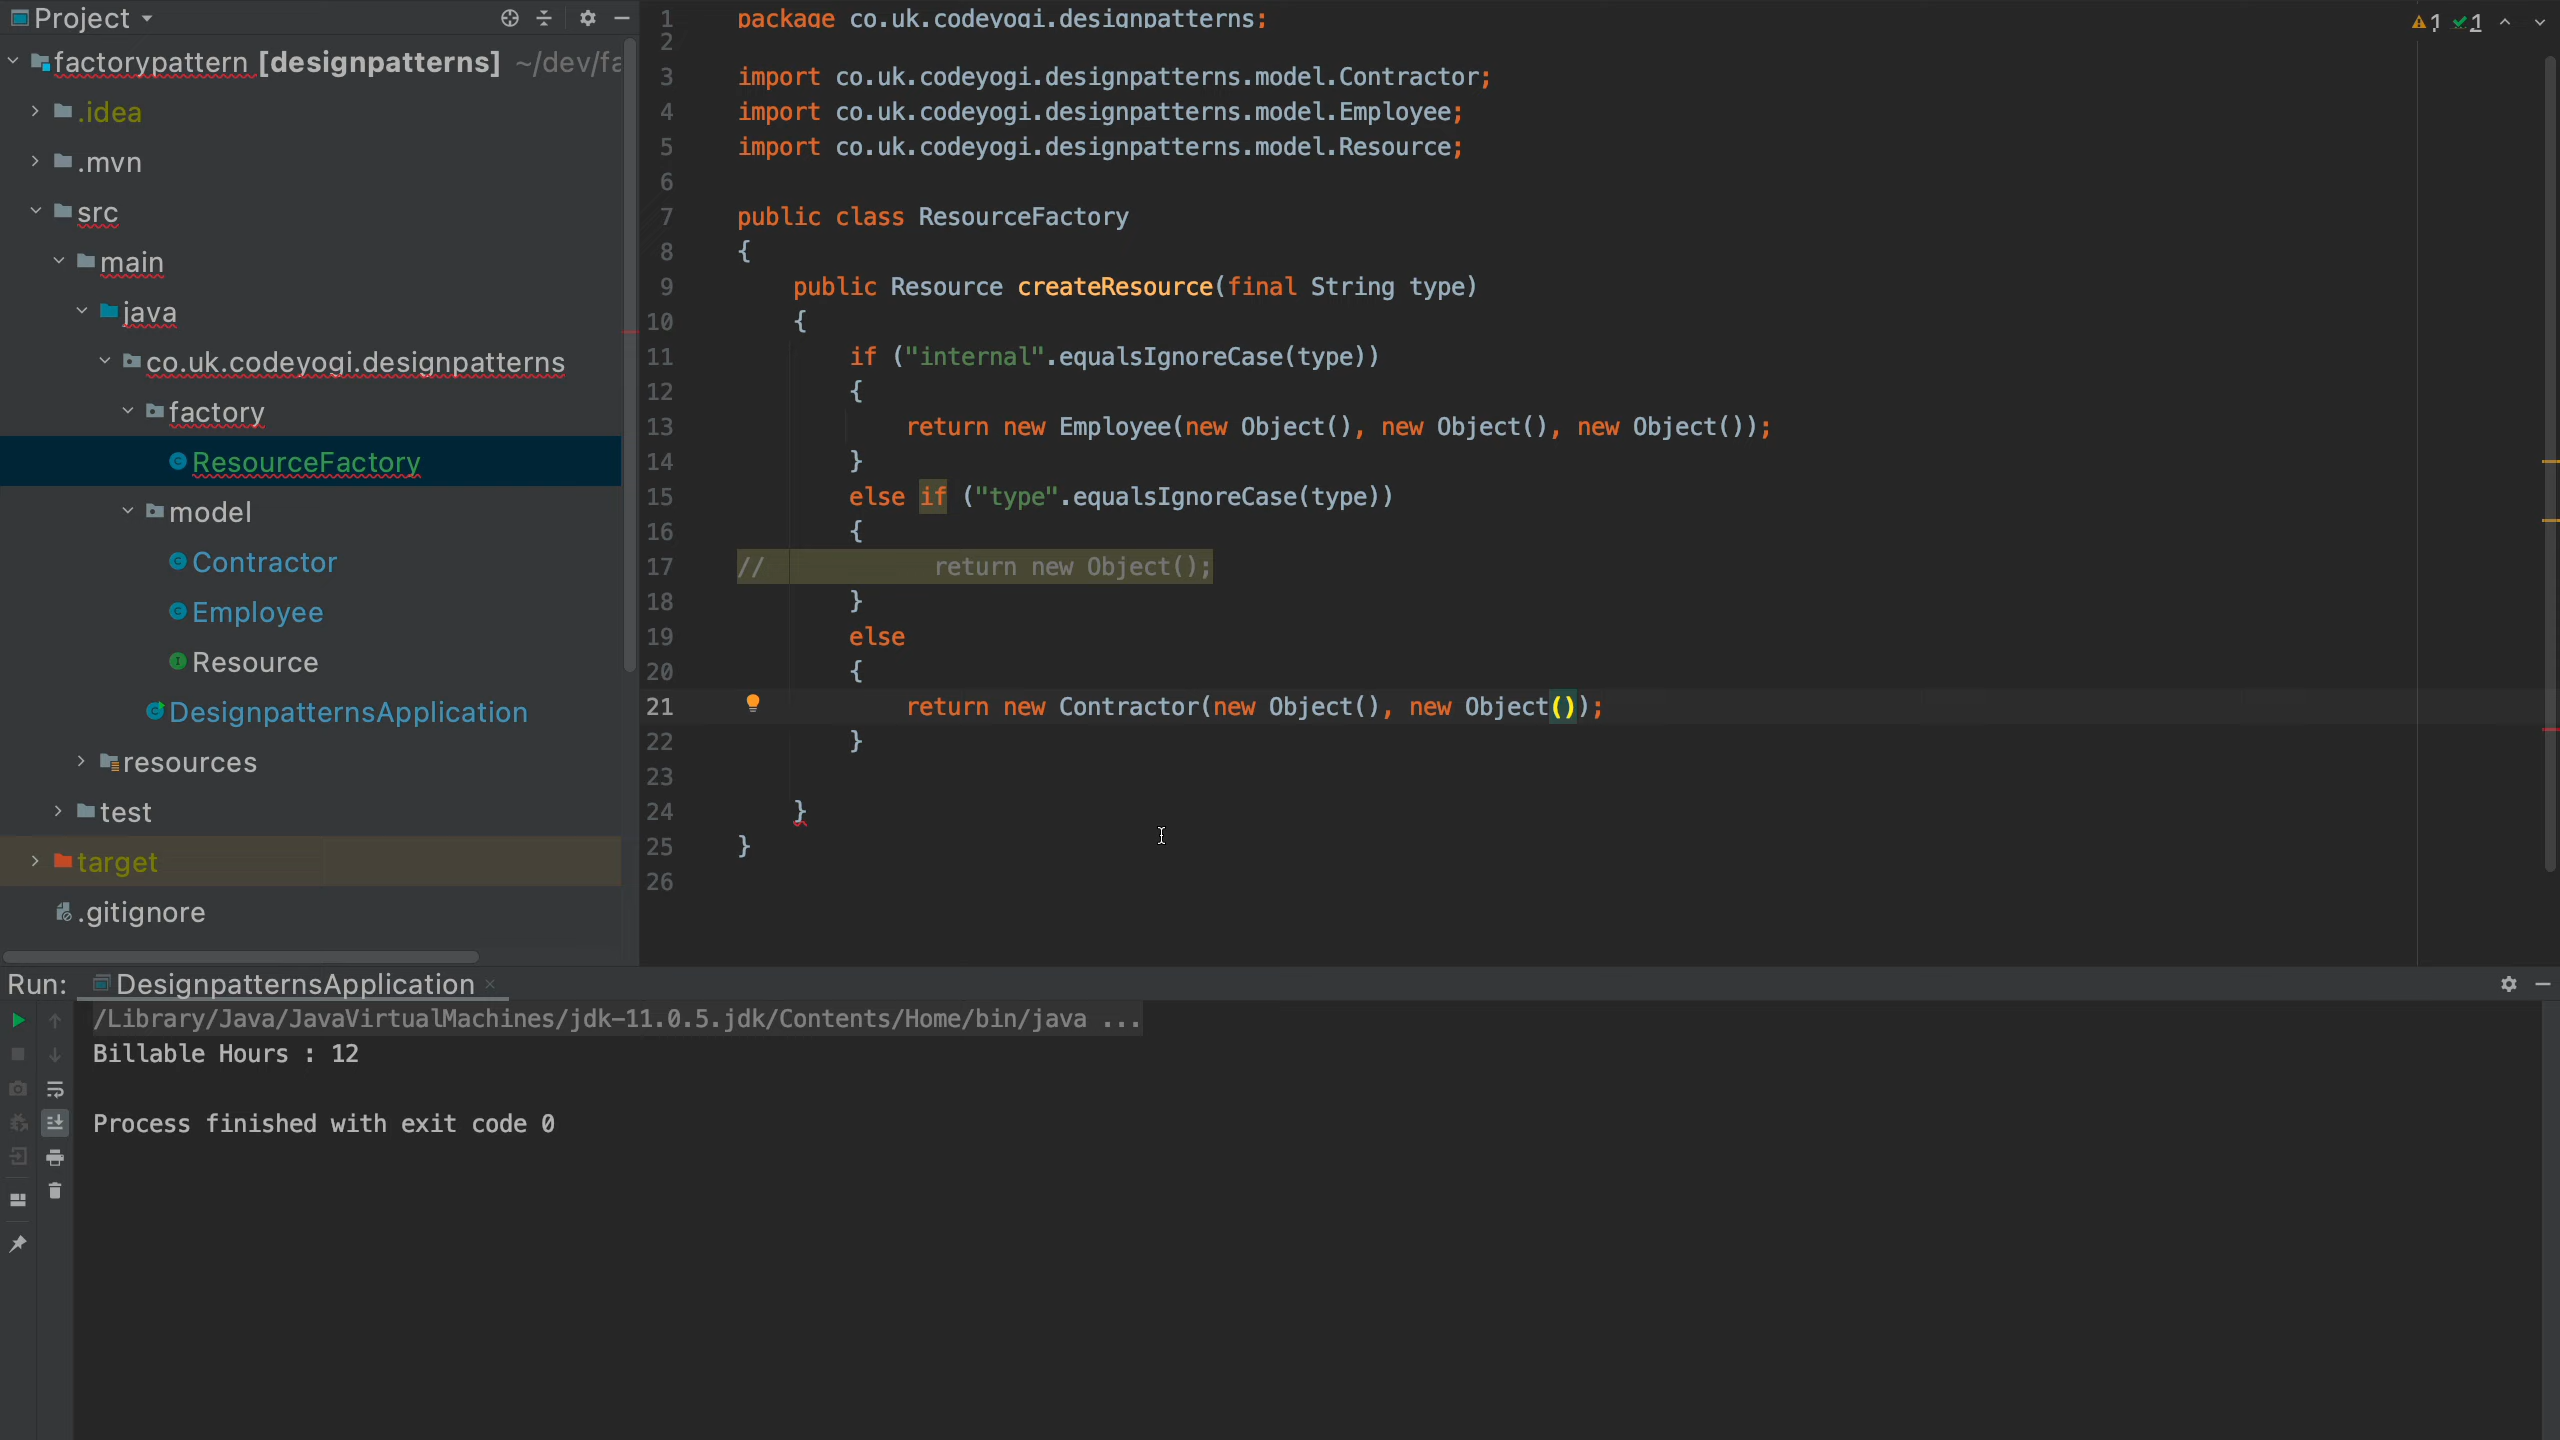 Project
factorypattern [designpatterns] ~/dev/fa
.idea
.mvn
src
main
java
co.uk.codeyogi.designpatterns
factory
ResourceFactory
model
Contractor
Employee
Resource
DesignpatternsApplication
resources
test
target
.gitignore
1 package co.uk.codeyogi.designpatterns;
2
3 import co.uk.codeyogi.designpatterns.model.Contractor;
4 import co.uk.codeyogi.designpatterns.model.Employee;
5 import co.uk.codeyogi.designpatterns.model.Resource;
6
7 public class ResourceFactory
8 {
9 public Resource createResource(final String type)
10 {
11 if ("internal".equalsIgnoreCase(type))
12 {
13 return new Employee(new Object(), new Object(), new Object());
14 }
15 else if ("type".equalsIgnoreCase(type))
16 {
17 // return new Object();
18 }
19 else
20 {
21 return new Contractor(new Object(), new Object());
22 }
23
24 }
25 }
26
1 1
Run: DesignpatternsApplication
/Library/Java/JavaVirtualMachines/jdk-11.0.5.jdk/Contents/Home/bin/java ...
Billable Hours : 12
Process finished with exit code 0